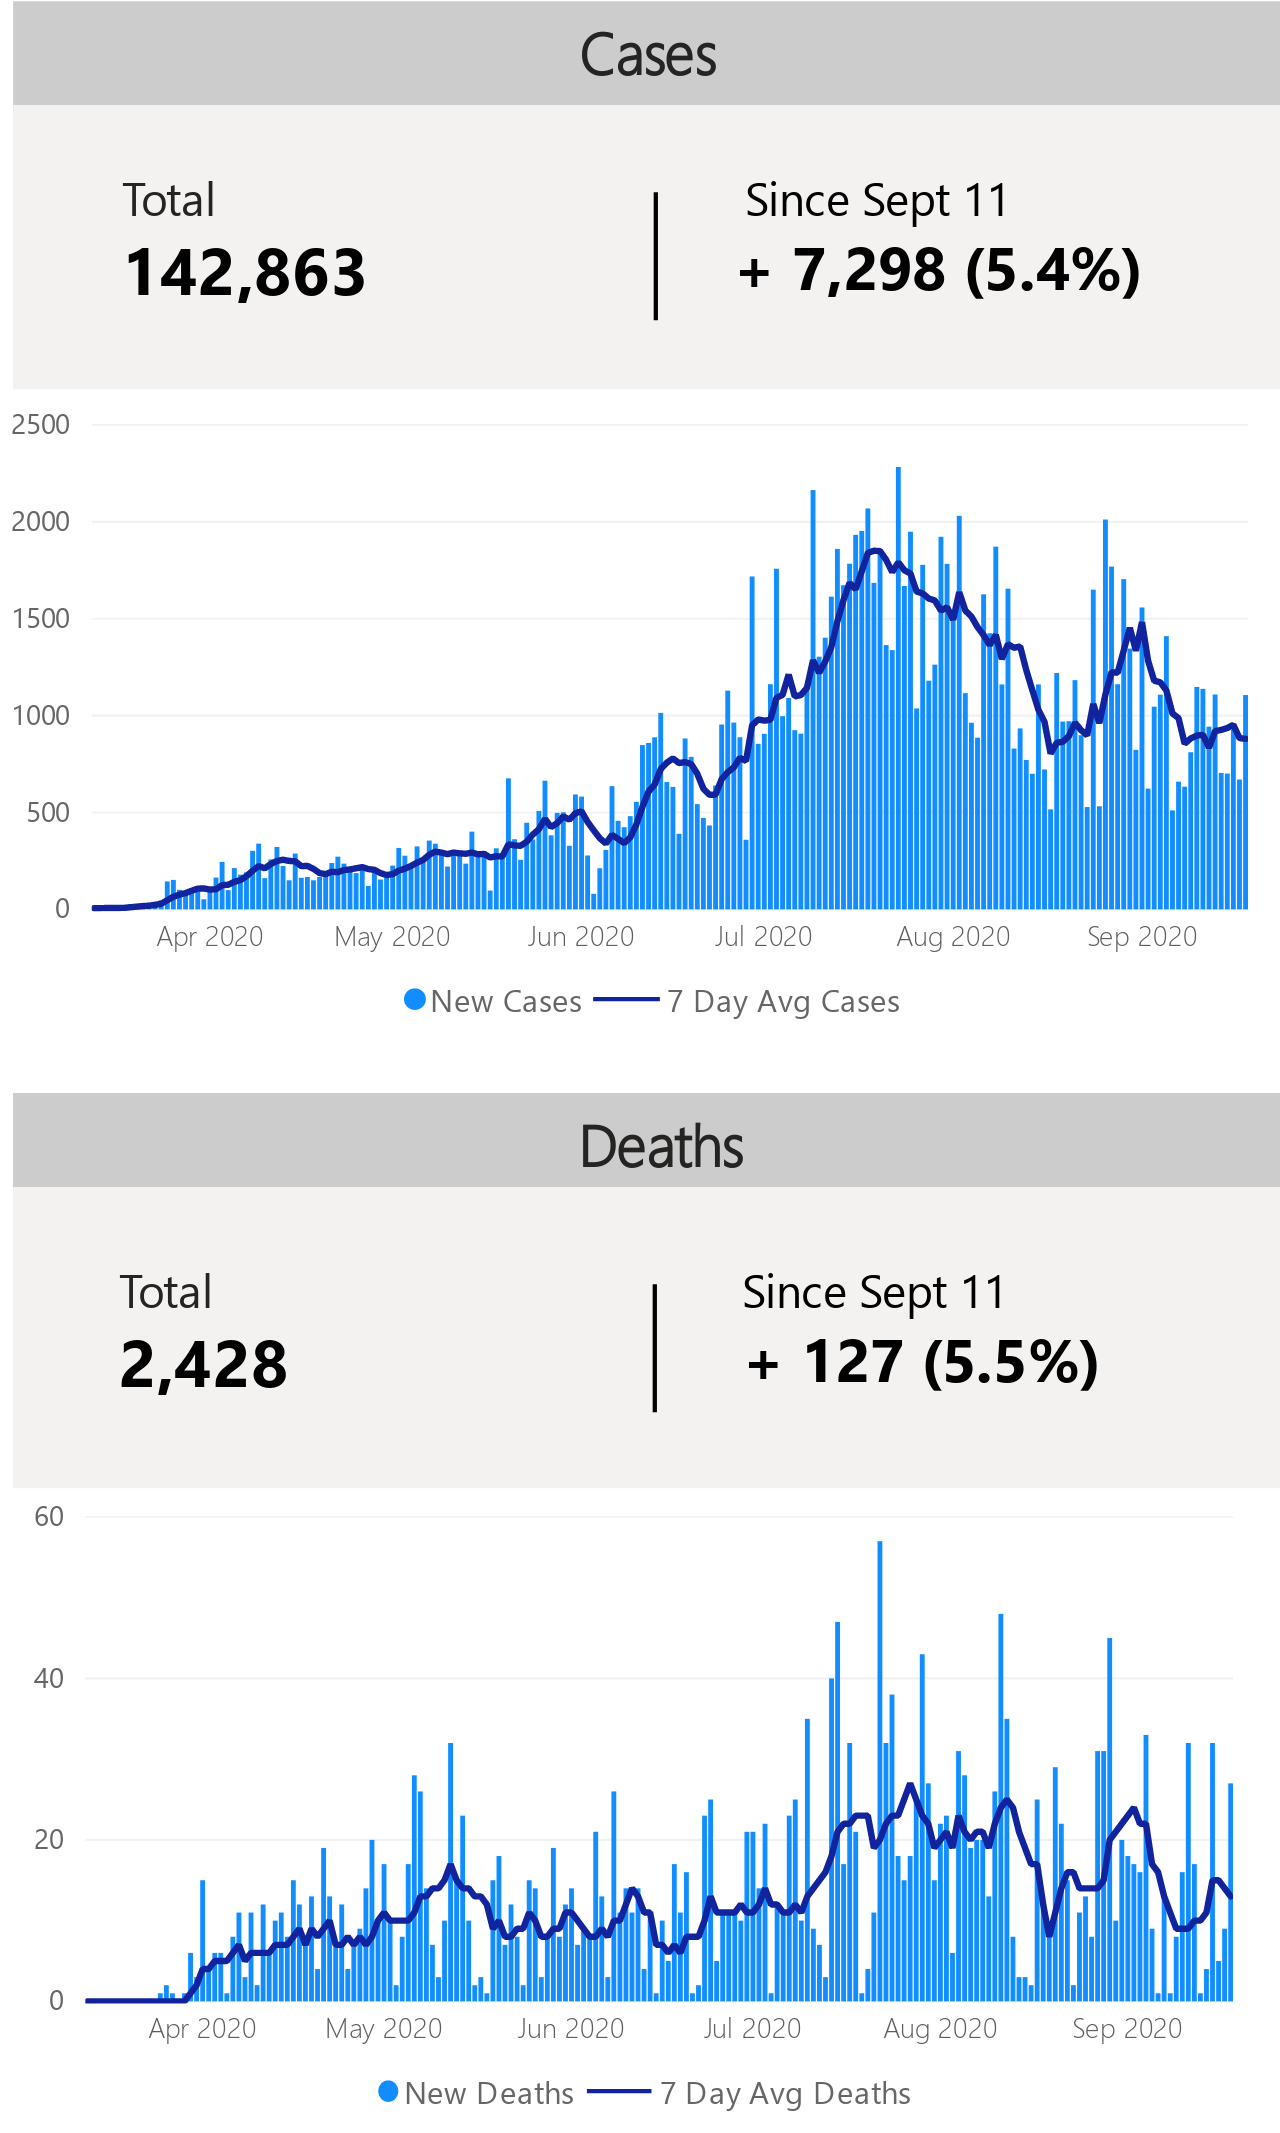 Cases
Total
Since Sept 11
142,863
+ 7,298 (5.4%)
2500
2000
1500
1000
500
0
Apr 2020 May 2020 Jun 2020 Jul 2020 Aug 2020 Sep 2020
New Cases 7 Day Avg Cases
Deaths
Total
Since Sept 11
2,428
+ 127 (5.5%)
60
40
20
0
Apr 2020 May 2020 Jun 2020 Jul 2020 Aug 2020 Sep 2020
New Deaths 7 Day Avg Deaths